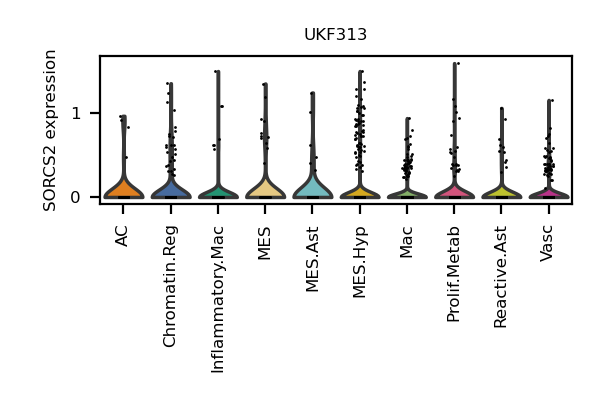 UKF313
SORCS2 expression
1
0
AC
Chromatin.Reg
Inflammatory.Mac
MES
MES.Ast
MES.Hyp
Mac
Prolif.Metab
Reactive.Ast
Vasc